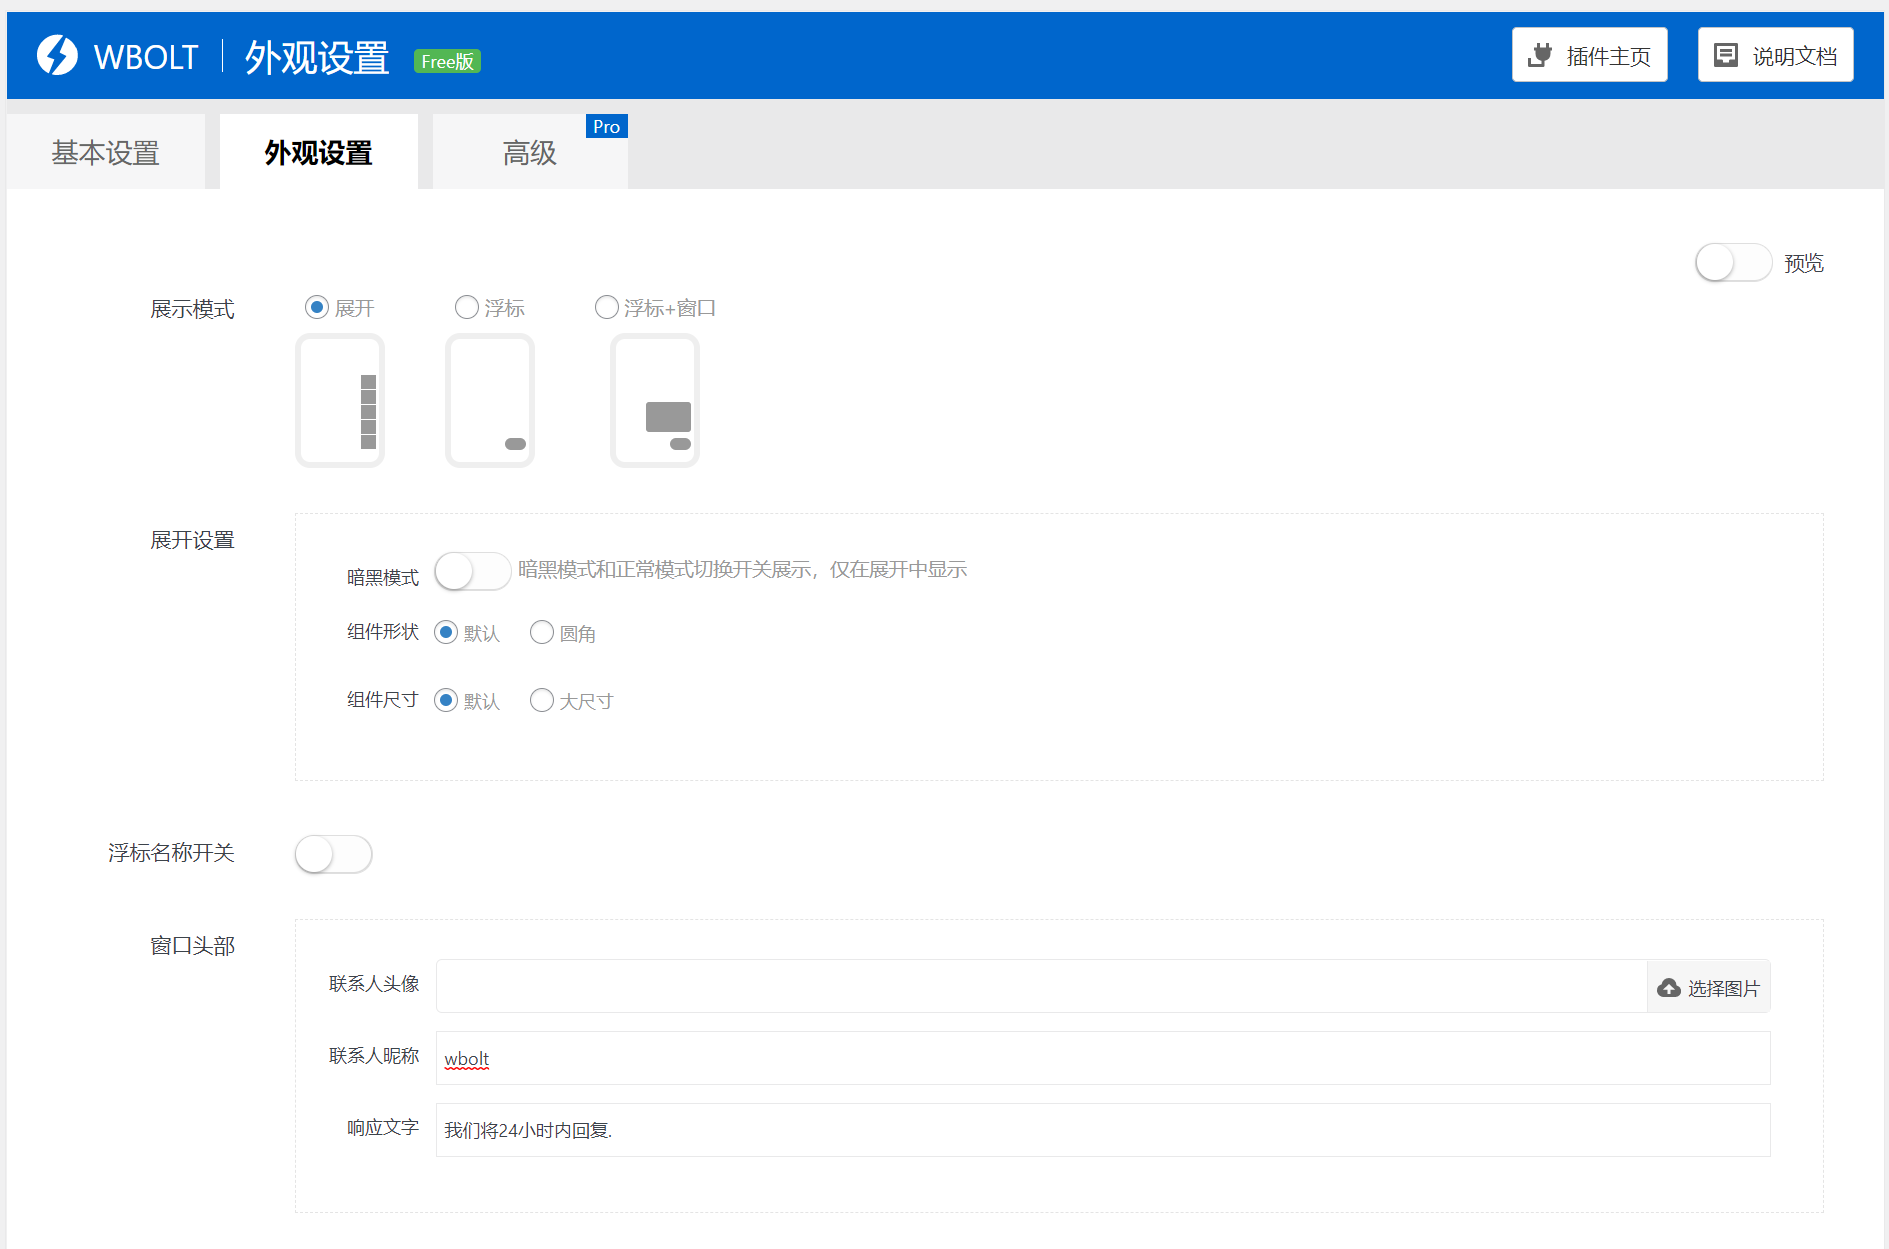 WBOLT 外观设置 Free版 插件主页 说明文档
基本设置 外观设置 高级 Pro
预览
展示模式 展开 浮标 浮标+窗口
展开设置
暗黑模式 暗黑模式和正常模式切换开关展示，仅在展开中显示
组件形状 默认 圆角
组件尺寸 默认 大尺寸
浮标名称开关
窗口头部
联系人头像 选择图片
联系人昵称 wbolt
响应文字 我们将24小时内回复.